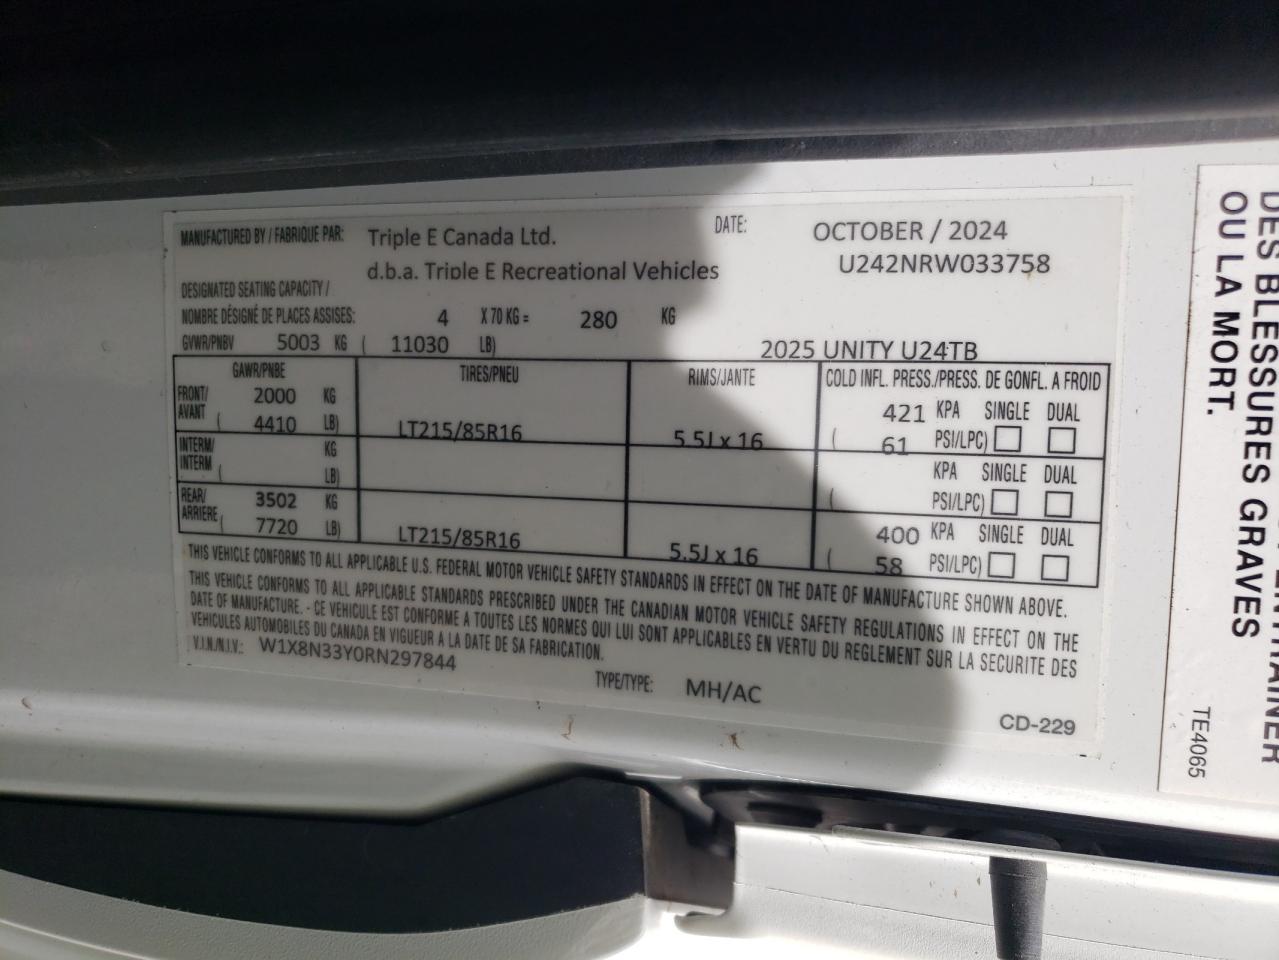 MANUFACTURED BY / FABRIQUE PAR: Triple E Canada Ltd. DATE: OCTOBER / 2024
d.b.a. Triple E Recreational Vehicles U242NRW033758
DESIGNATED SEATING CAPACITY /
NOMBRE DÉSIGNÉ DE PLACES ASSISES: 4 X 70 KG = 280 KG
GVWR/PNBV 5003 KG ( 11030 LB) 2025 UNITY U24TB
GAWR/PNBE TIRES/PNEU RIMS/JANTE COLD INFL. PRESS./PRESS. DE GONFL. A FROID
FRONT/ 2000 KG 421 KPA SINGLE DUAL
AVANT ( 4410 LB) LT215/85R16 5.5J x 16 ( 61 PSI/LPC)
INTERM/ KG KPA SINGLE DUAL
INTERM ( LB) ( PSI/LPC)
REAR/ 3502 KG 400 KPA SINGLE DUAL
ARRIERE ( 7720 LB) LT215/85R16 5.5J x 16 ( 58 PSI/LPC)
THIS VEHICLE CONFORMS TO ALL APPLICABLE U.S. FEDERAL MOTOR VEHICLE SAFETY STANDARDS IN EFFECT ON THE DATE OF MANUFACTURE SHOWN ABOVE.
THIS VEHICLE CONFORMS TO ALL APPLICABLE STANDARDS PRESCRIBED UNDER THE CANADIAN MOTOR VEHICLE SAFETY REGULATIONS IN EFFECT ON THE
DATE OF MANUFACTURE. - CE VEHICULE EST CONFORME A TOUTES LES NORMES QUI LUI SONT APPLICABLES EN VERTU DU REGLEMENT SUR LA SECURITE DES
VEHICULES AUTOMOBILES DU CANADA EN VIGUEUR A LA DATE DE SA FABRICATION.
V.I.N./N.I.V.: W1X8N33Y0RN297844
TYPE/TYPE: MH/AC
CD-229
DES BLESSURES GRAVES
OU LA MORT.
TE4065